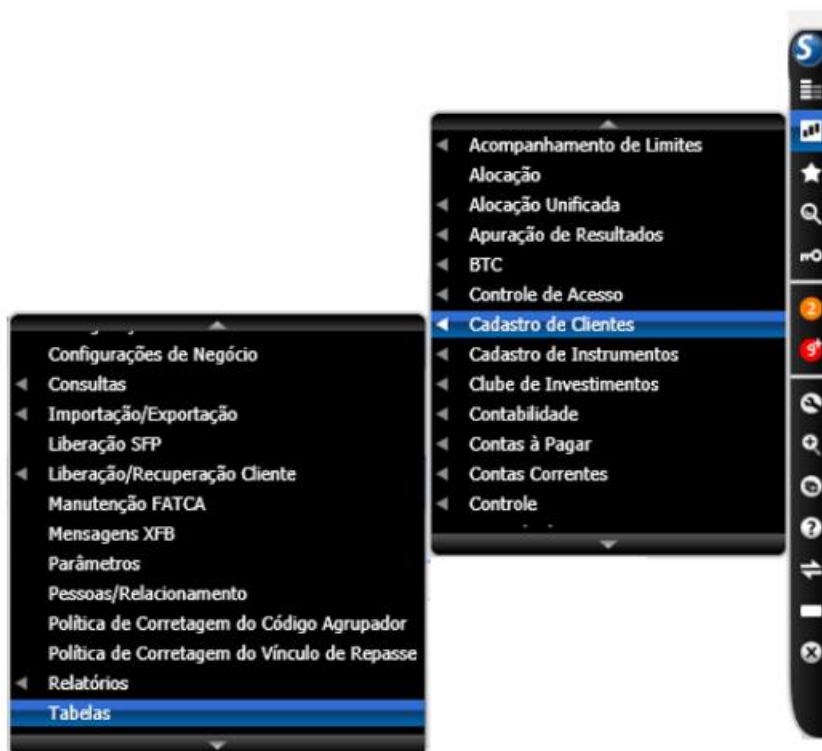 S
Acompanhamento de Limites
Alocação
Alocação Unificada
Apuração de Resultados
BTC
Controle de Acesso
Cadastro de Clientes
Cadastro de Instrumentos
Clube de Investimentos
Contabilidade
Contas à Pagar
Contas Correntes
Controle
2
9+
?
Configurações de Negócio
Consultas
Importação/Exportação
Liberação SFP
Liberação/Recuperação Cliente
Manutenção FATCA
Mensagens XFB
Parâmetros
Pessoas/Relacionamento
Política de Corretagem do Código Agrupador
Política de Corretagem do Vínculo de Repasse
Relatórios
Tabelas